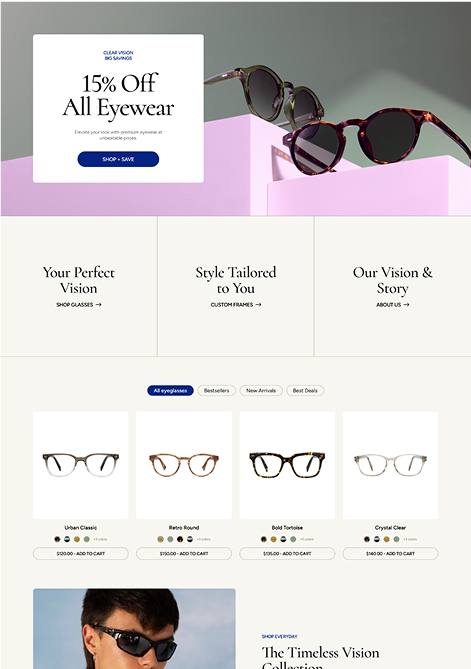 CLEAR VISION
BIG SAVINGS
15% Off
All Eyewear
Elevate your look with premium eyewear at
unbeatable prices.
SHOP + SAVE
Your Perfect
Vision
SHOP GLASSES →
Style Tailored
to You
CUSTOM FRAMES →
Our Vision &
Story
ABOUT US →
All eyeglasses
Bestsellers
New Arrivals
Best Deals
Urban Classic
+3 colors
$120.00 - ADD TO CART
Retro Round
+3 colors
$150.00 - ADD TO CART
Bold Tortoise
+3 colors
$135.00 - ADD TO CART
Crystal Clear
+3 colors
$140.00 - ADD TO CART
SHOP EVERYDAY
The Timeless Vision
Collection